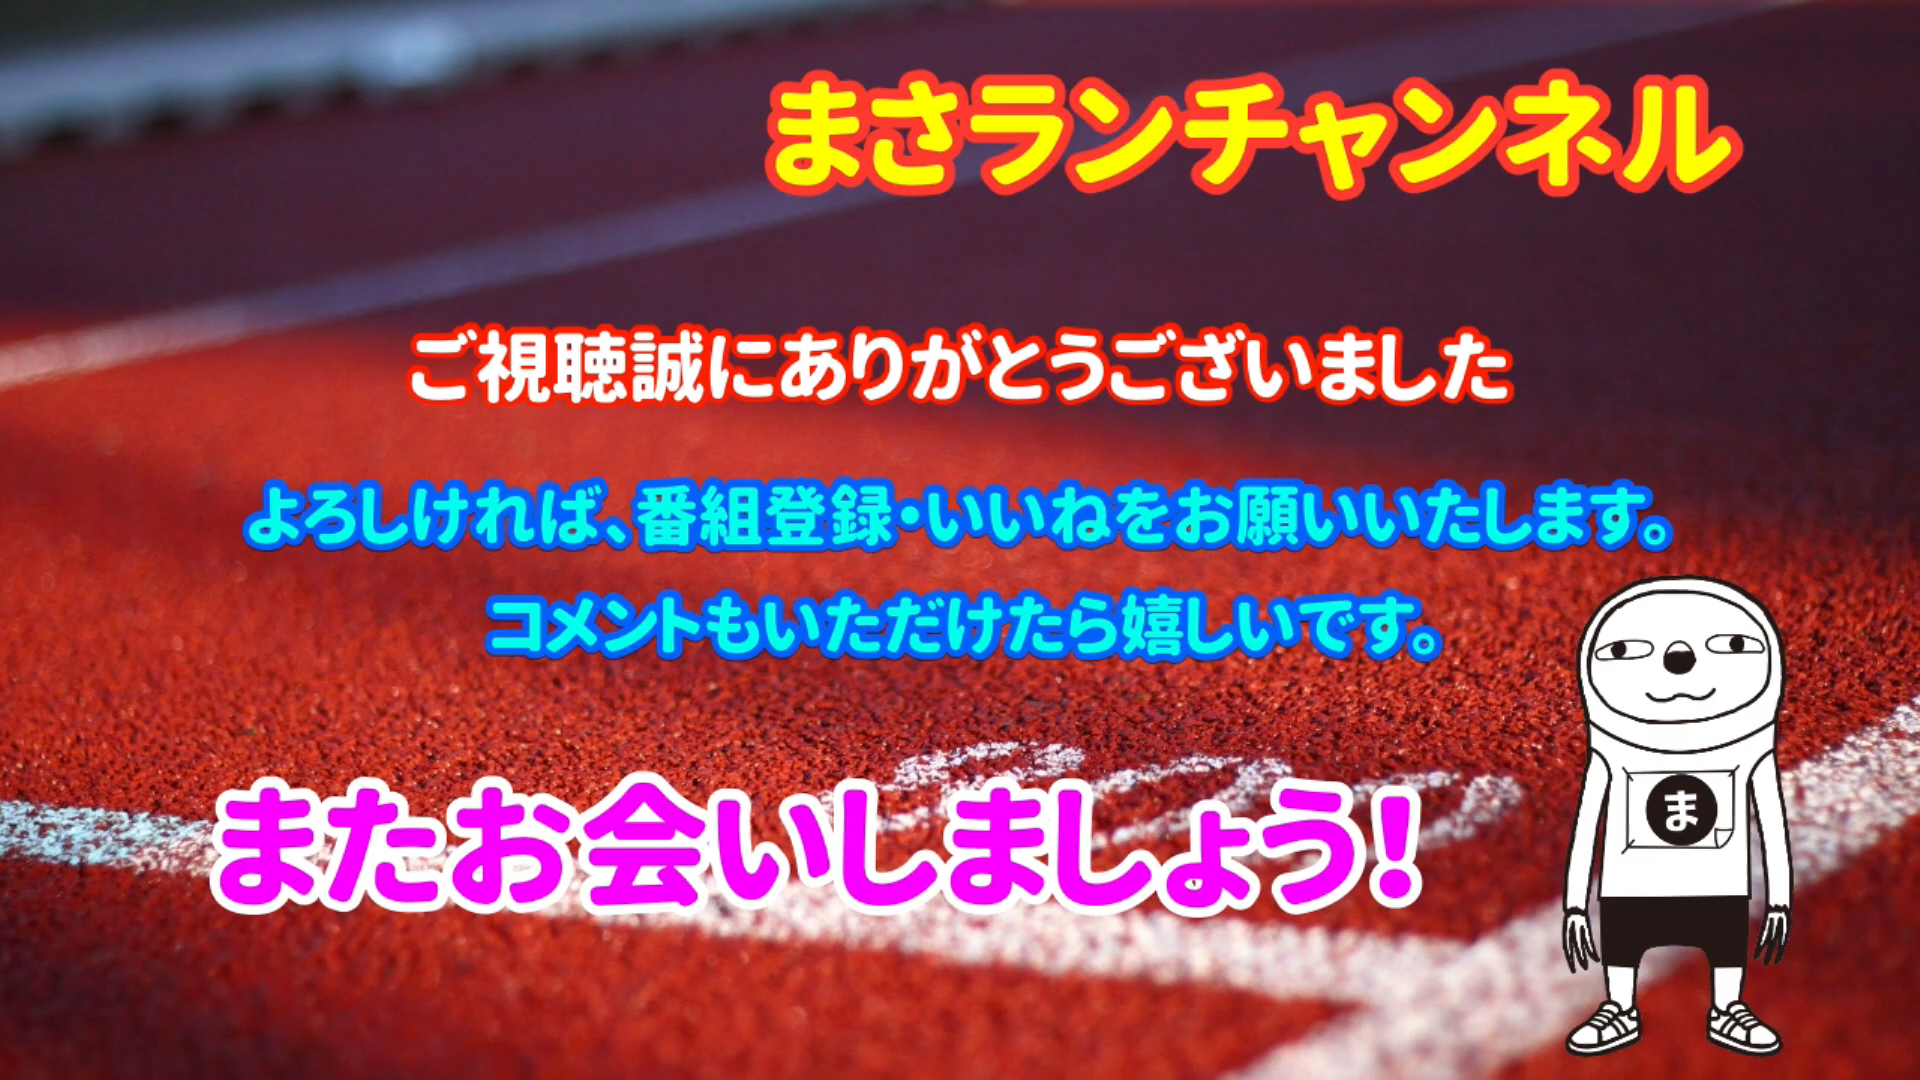 まさランチャンネル
ご視聴誠にありがとうございました
よろしければ、番組登録・いいねをお願いいたします。
コメントもいただけたら嬉しいです。
またお会いしましょう!
ま